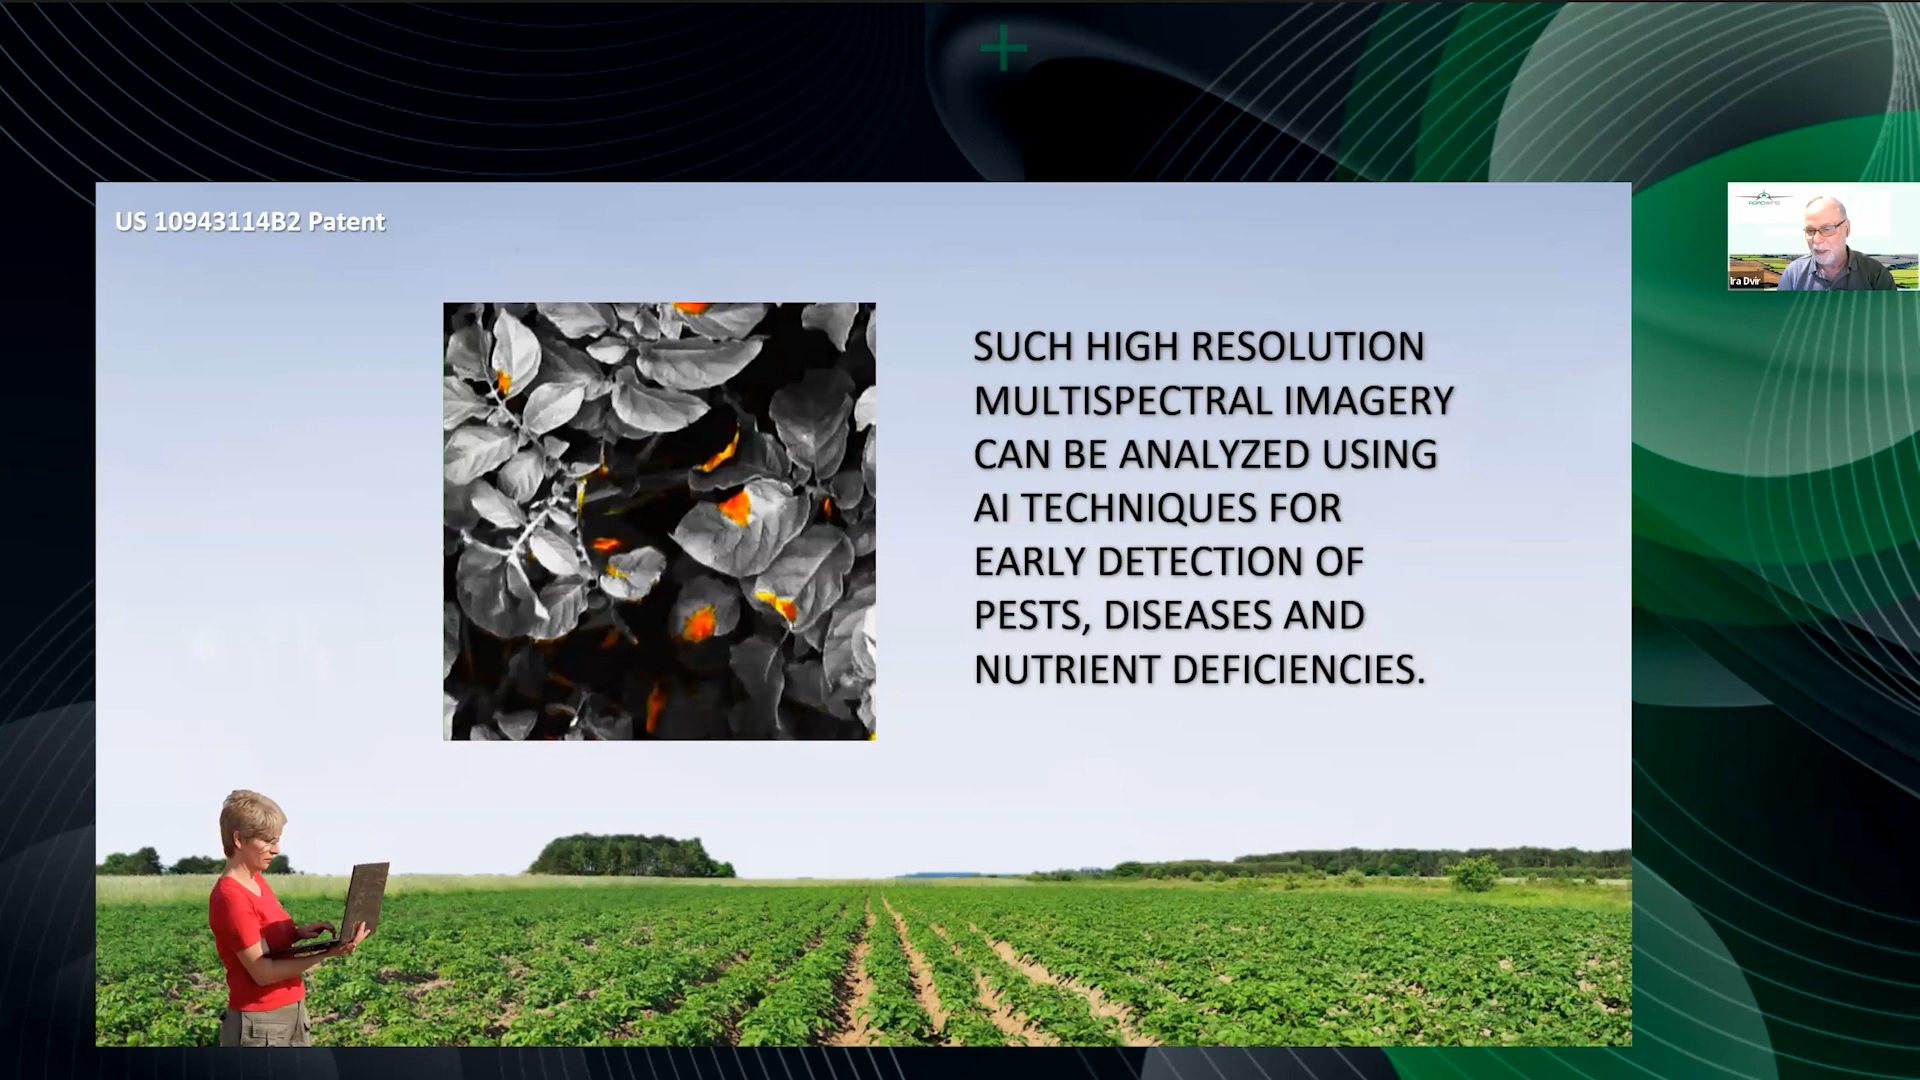 US 10943114B2 Patent
SUCH HIGH RESOLUTION
MULTISPECTRAL IMAGERY
CAN BE ANALYZED USING
AI TECHNIQUES FOR
EARLY DETECTION OF
PESTS, DISEASES AND
NUTRIENT DEFICIENCIES.
AGROWING
Ira Dvir